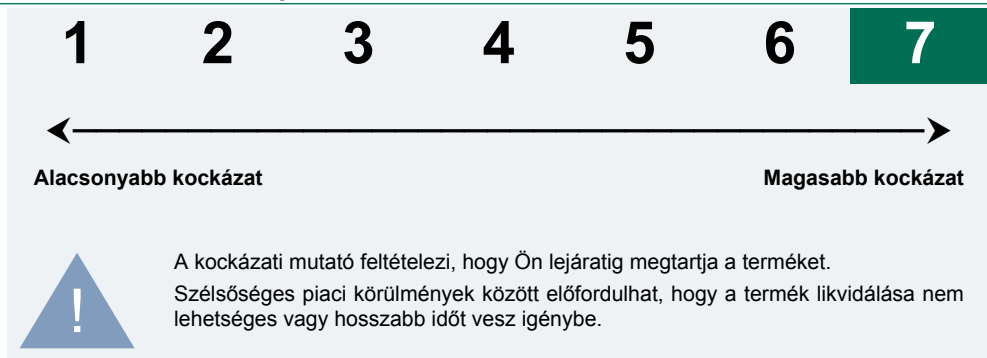 1 2 3 4 5 6 7
Alacsonyabb kockázat Magasabb kockázat
A kockázati mutató feltételezi, hogy Ön lejáratig megtartja a terméket.
Szélsőséges piaci körülmények között előfordulhat, hogy a termék likvidálása nem
lehetséges vagy hosszabb időt vesz igénybe.
!